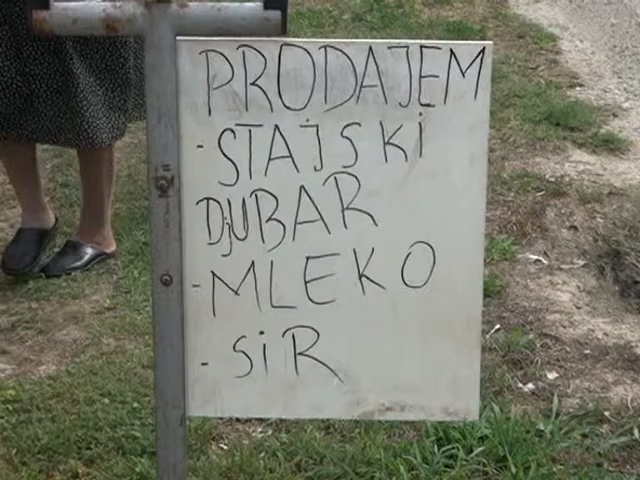 PRODAJEM
- STAJSKI
DjUBAR
- MLEKO
- SiR